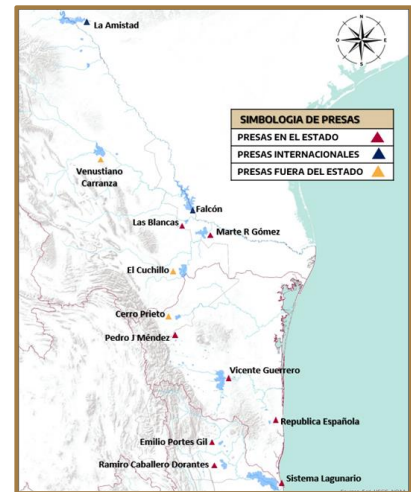 La Amistad
N
O
E
S
SIMBOLOGIA DE PRESAS
PRESAS EN EL ESTADO
PRESAS INTERNACIONALES
PRESAS FUERA DEL ESTADO
Venustiano
Carranza
Falcón
Las Blancas
Marte R Gómez
El Cuchillo
Cerro Prieto
Pedro J Méndez
Vicente Guerrero
Republica Española
Emilio Portes Gil
Ramiro Caballero Dorantes
Sistema Lagunario